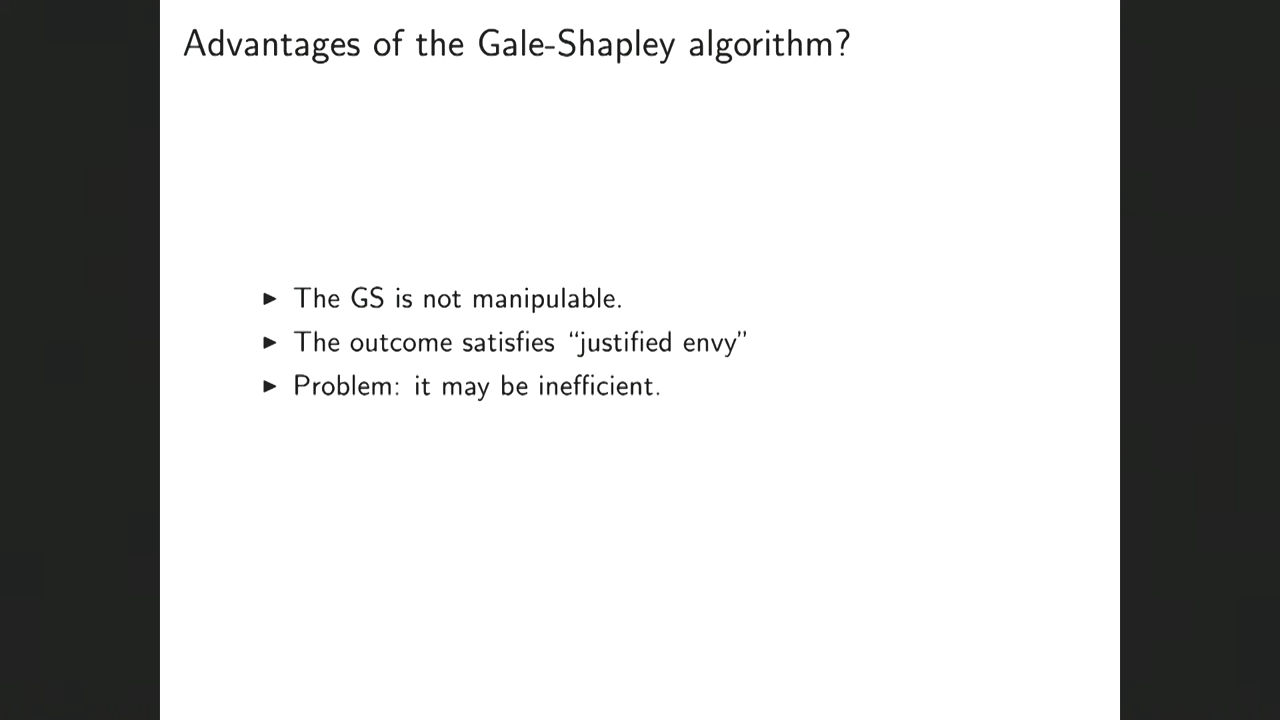 Advantages of the Gale-Shapley algorithm?
▶ The GS is not manipulable.
▶ The outcome satisfies “justified envy”
▶ Problem: it may be inefficient.